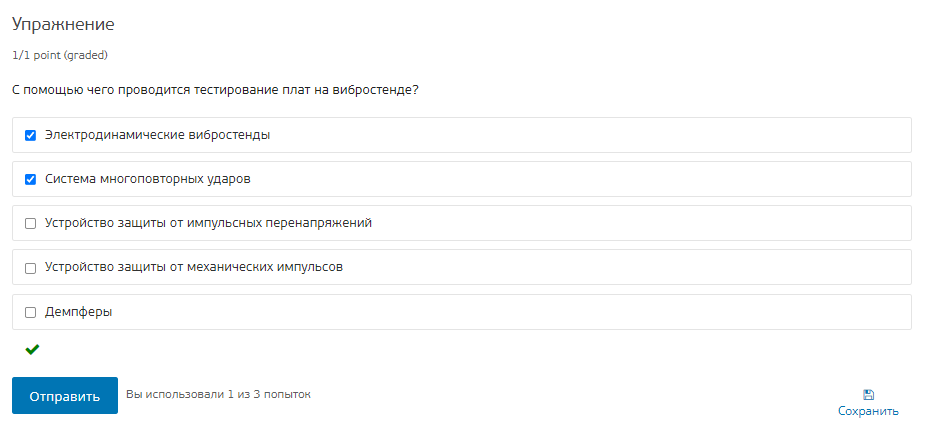 Упражнение
1/1 point (graded)
С помощью чего проводится тестирование плат на вибростенде?
Электродинамические вибростенды
Система многоповторных ударов
Устройство защиты от импульсных перенапряжений
Устройство защиты от механических импульсов
Демпферы
Отправить
Вы использовали 1 из 3 попыток
Сохранить